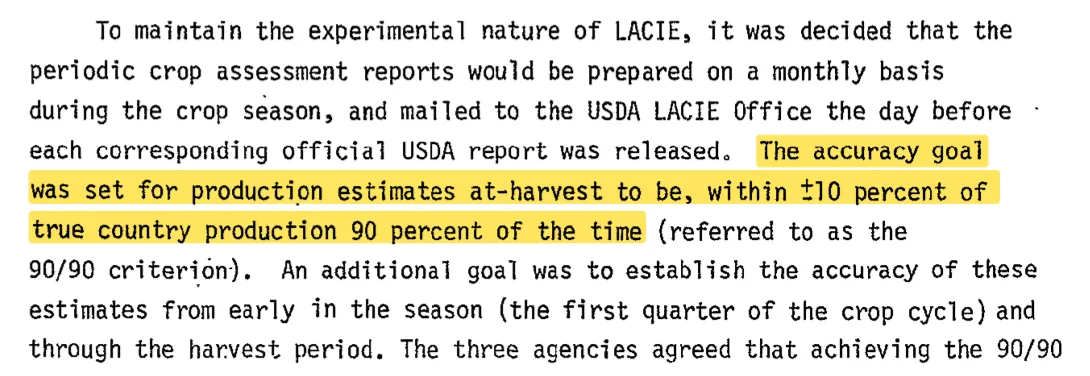 To maintain the experimental nature of LACIE, it was decided that the
periodic crop assessment reports would be prepared on a monthly basis
during the crop season, and mailed to the USDA LACIE Office the day before
each corresponding official USDA report was released. The accuracy goal
was set for production estimates at-harvest to be, within ±10 percent of
true country production 90 percent of the time (referred to as the
90/90 criterion). An additional goal was to establish the accuracy of these
estimates from early in the season (the first quarter of the crop cycle) and
through the harvest period. The three agencies agreed that achieving the 90/90